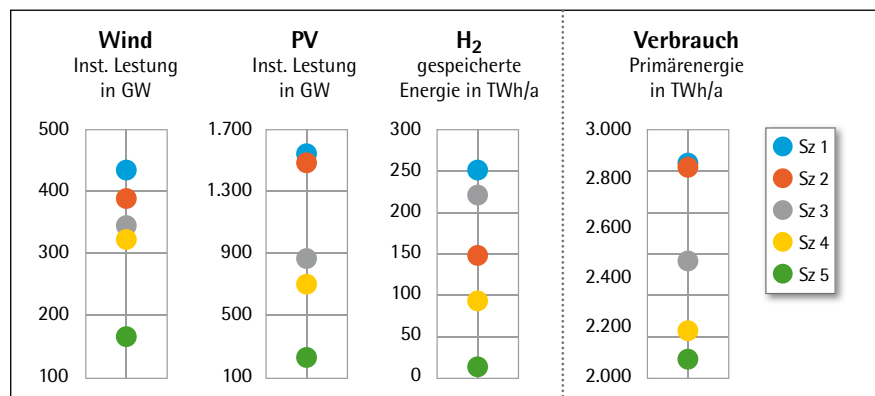 Wind
Inst. Lestung
in GW
500
400
300
200
100
PV
Inst. Lestung
in GW
1.700
1.300
900
500
100
H₂
gespeicherte
Energie in TWh/a
300
250
200
150
100
50
0
Verbrauch
Primärenergie
in TWh/a
3.000
2.800
2.600
2.400
2.200
2.000
Sz 1
Sz 2
Sz 3
Sz 4
Sz 5